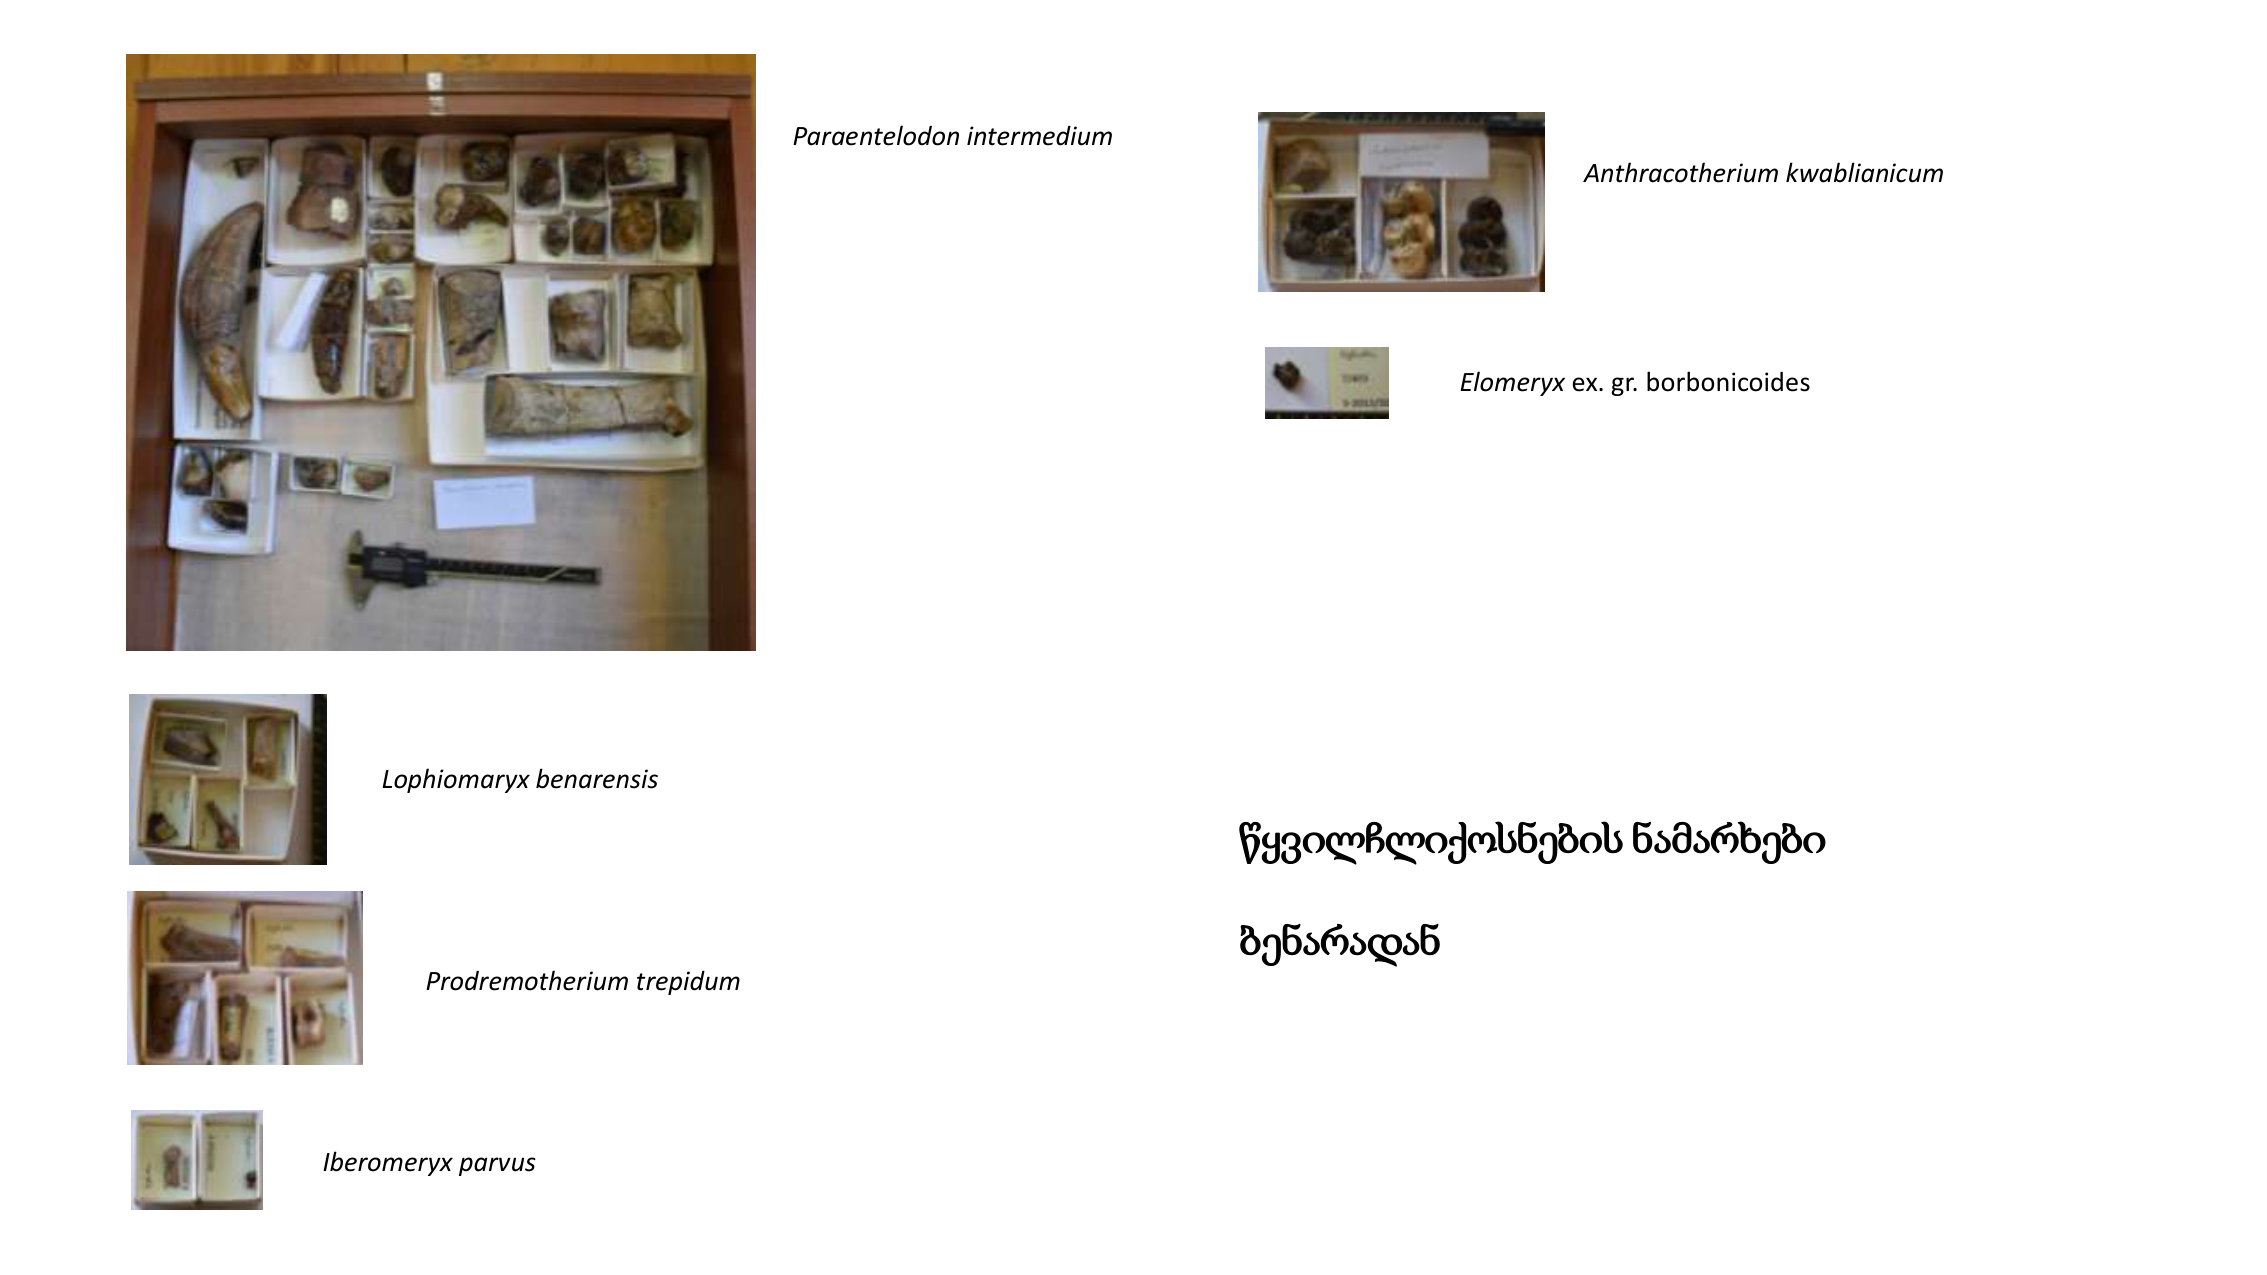 Paraentelodon intermedium
Anthracotherium kwablianicum
Elomeryx ex. gr. borbonicoides
Lophiomaryx benarensis
წყვილჩლიქოსნების ნამარხები
ბენარადან
Prodremotherium trepidum
Iberomeryx parvus